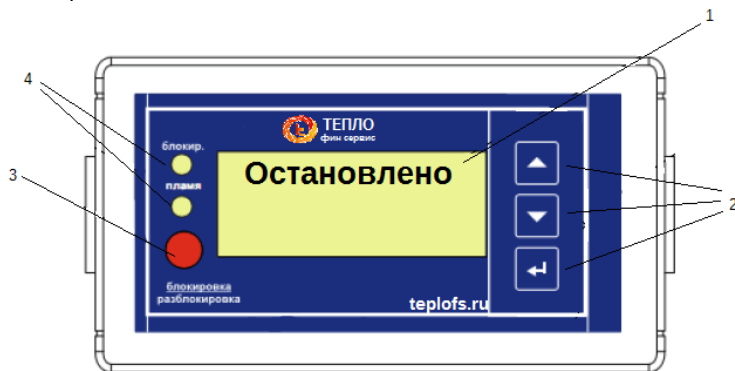 1
4
ТЕПЛО
фин сервис
блокир.
Остановлено
3
пламя
2
блокировка
разблокировка
teplofs.ru